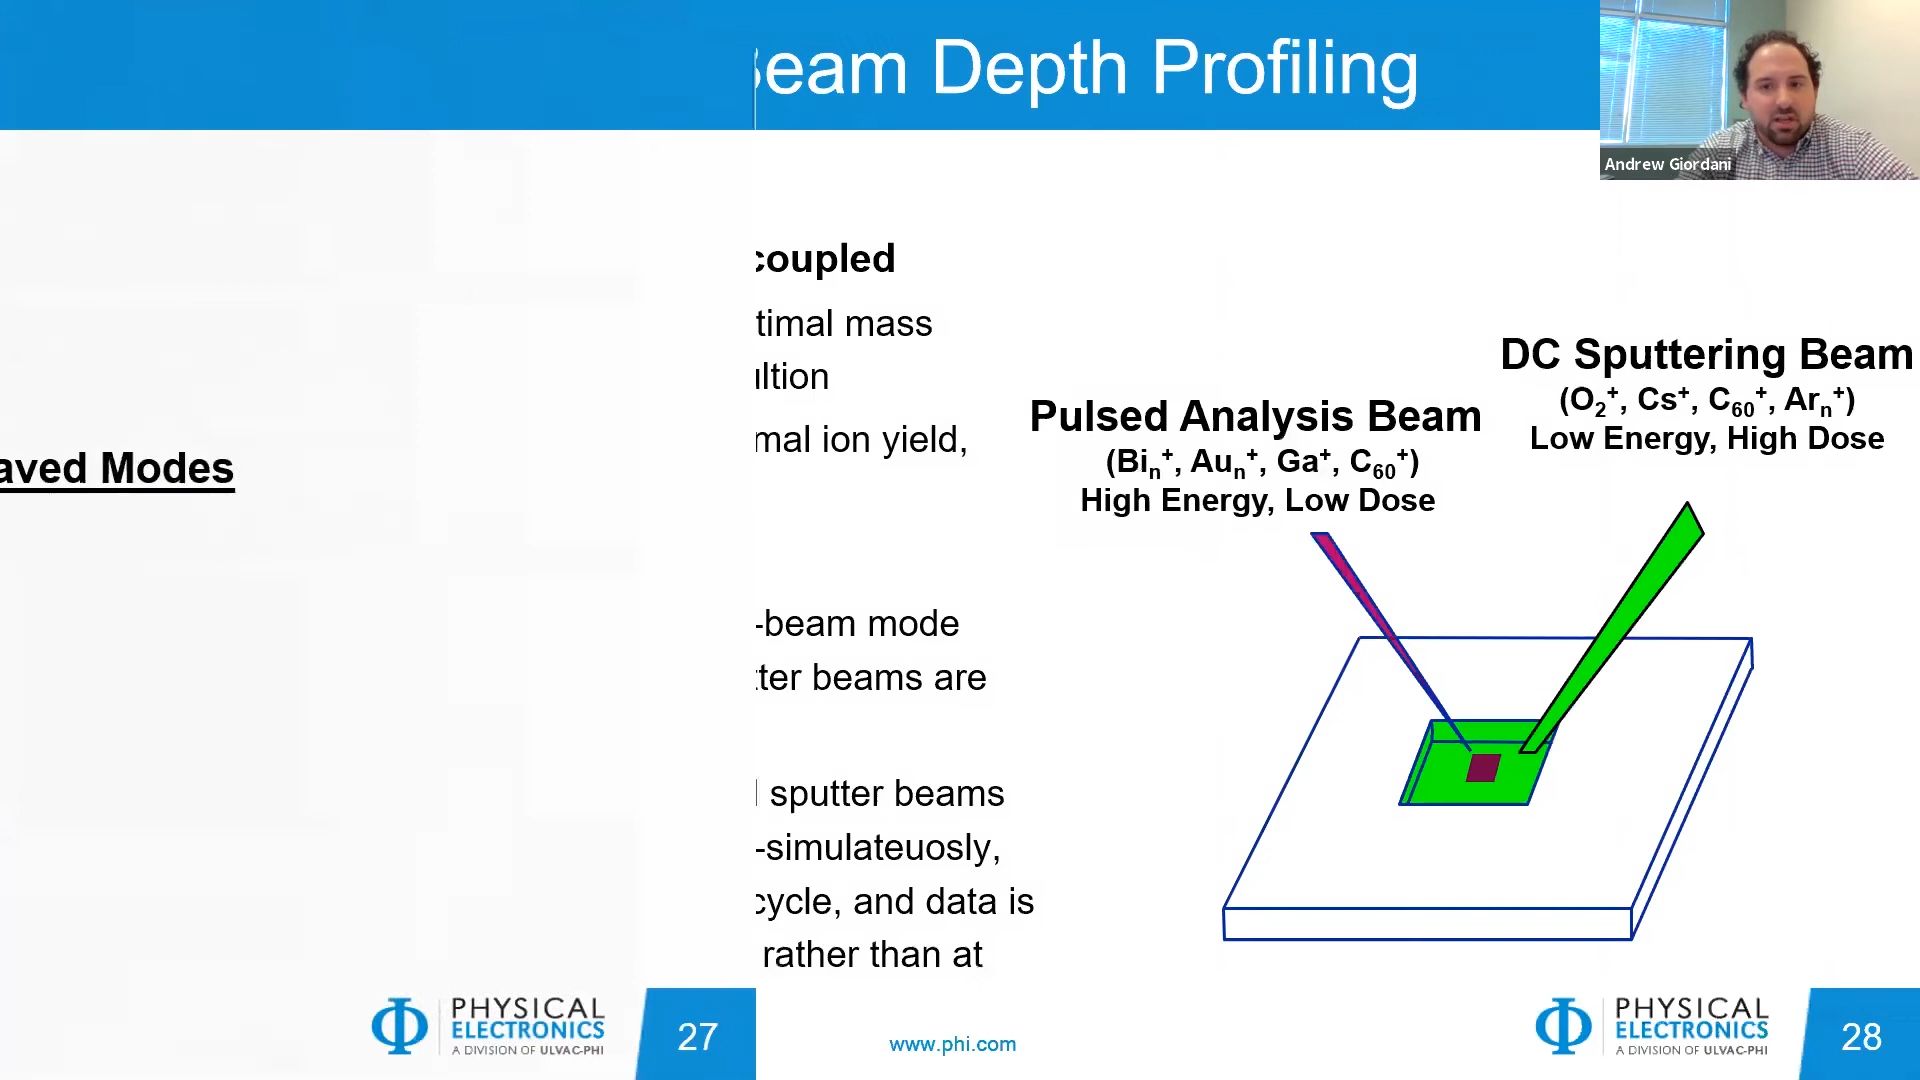 Beam Depth Profiling
Andrew Giordani
aved Modes
coupled
timal mass
ultion
mal ion yield,
-beam mode
tter beams are
sputter beams
-simulateuosly,
cycle, and data is
rather than at
Pulsed Analysis Beam
(Biₙ⁺, Auₙ⁺, Ga⁺, C₆₀⁺)
High Energy, Low Dose
DC Sputtering Beam
(O₂⁺, Cs⁺, C₆₀⁺, Arₙ⁺)
Low Energy, High Dose
PHYSICAL
ELECTRONICS
A DIVISION OF ULVAC-PHI
27
www.phi.com
PHYSICAL
ELECTRONICS
A DIVISION OF ULVAC-PHI
28